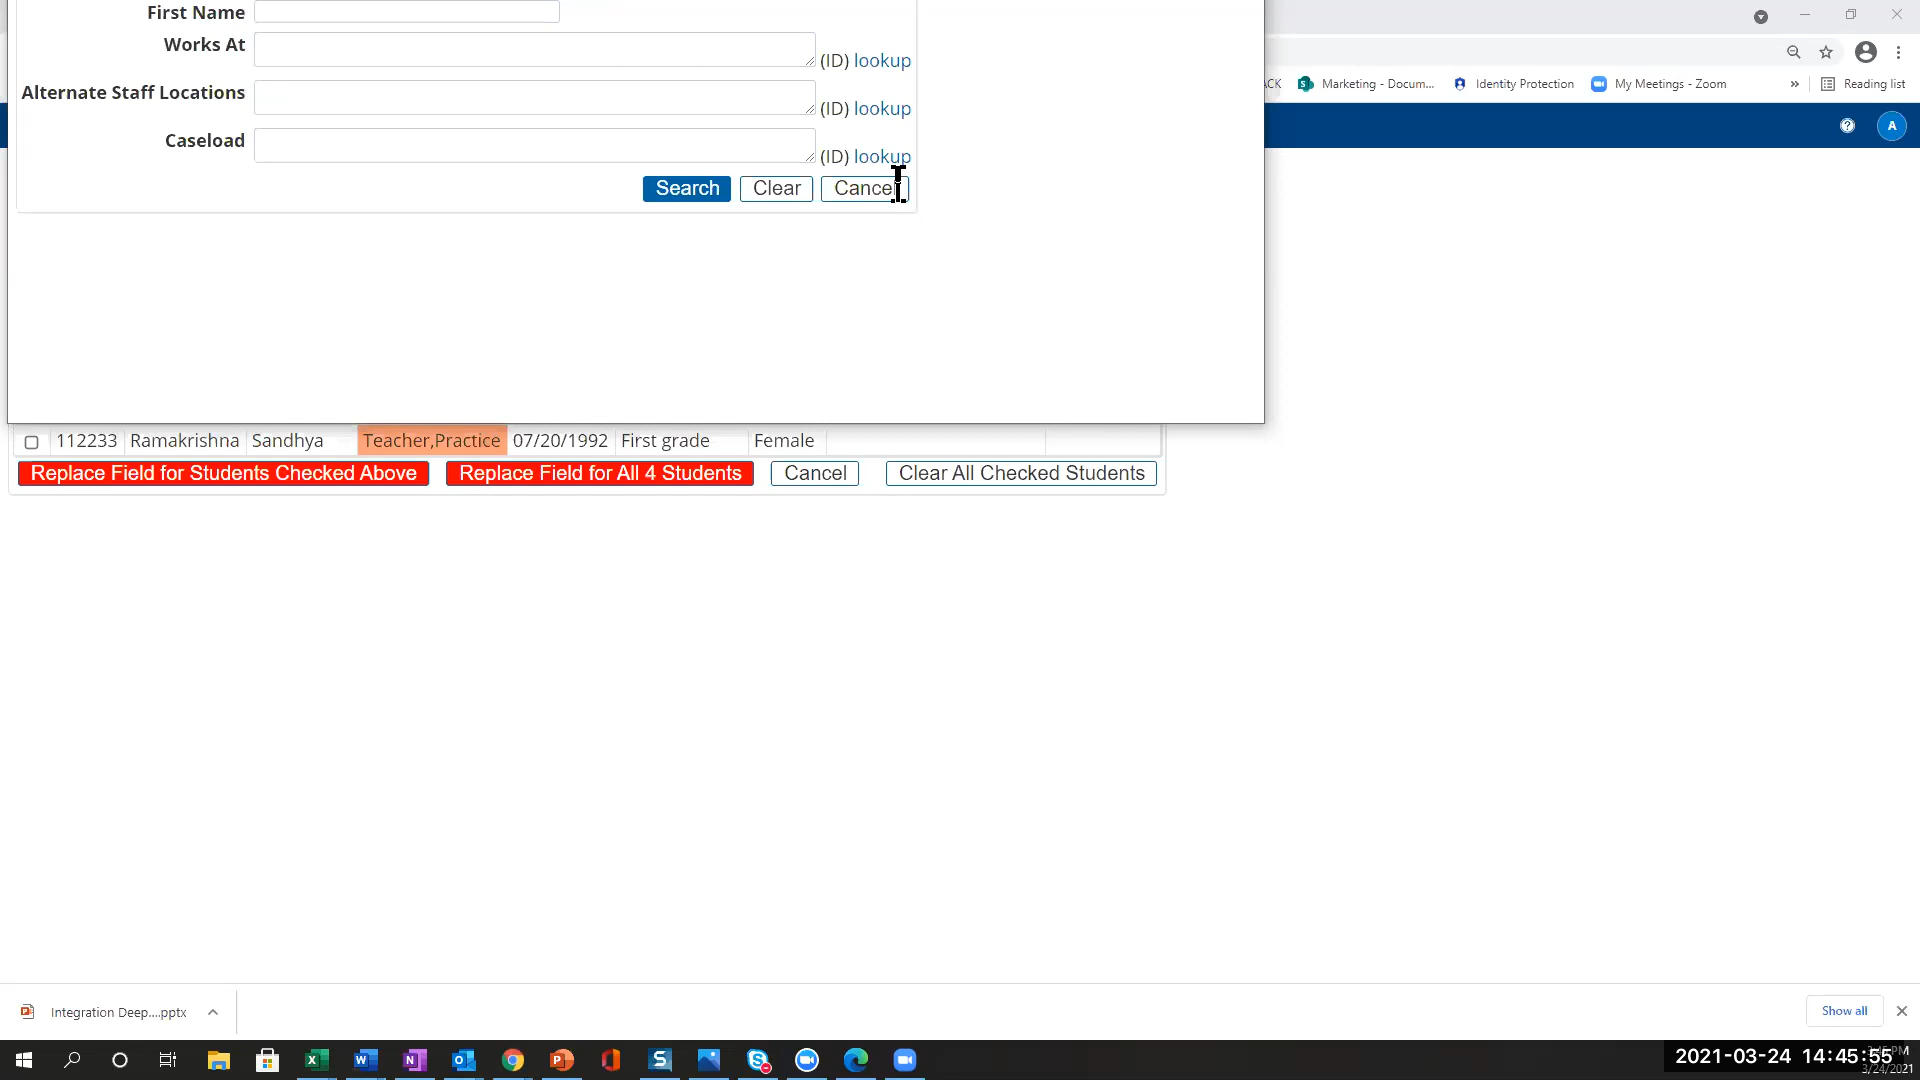 First Name
Works At
(ID) lookup
Alternate Staff Locations
(ID) lookup
Caseload
(ID) lookup
Search Clear Cancel
CK Marketing - Docum... Identity Protection My Meetings - Zoom » Reading list
A
112233 Ramakrishna Sandhya Teacher,Practice 07/20/1992 First grade Female
Replace Field for Students Checked Above Replace Field for All 4 Students Cancel Clear All Checked Students
Integration Deep....pptx
Show all
2021-03-24 14:45:55
3/24/2021